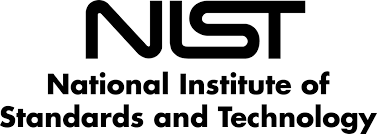 NIST
National Institute of
Standards and Technology